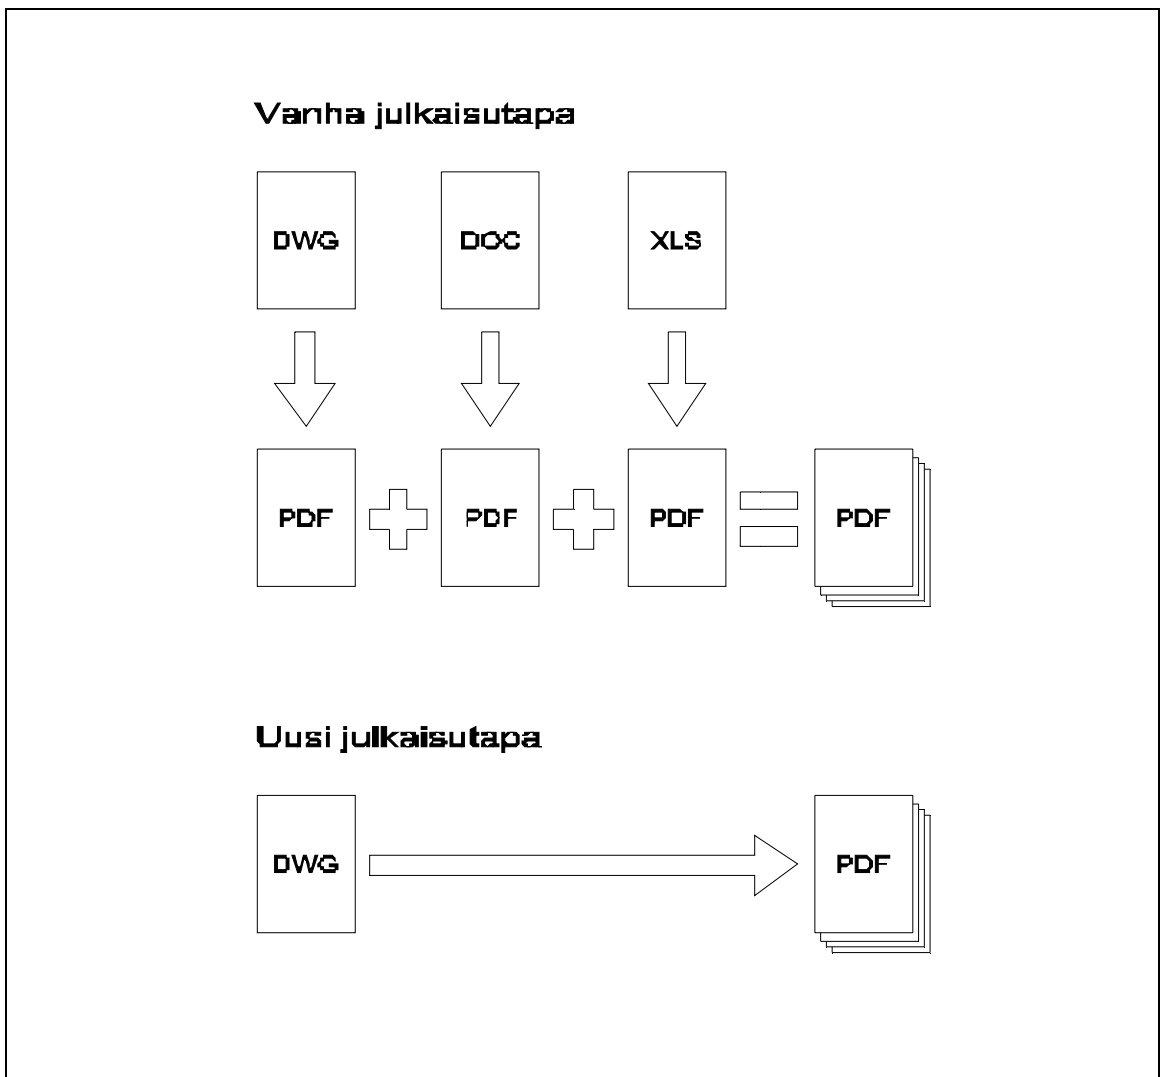 Vanha julkaisutapa
DWG DOC XLS
PDF PDF PDF PDF
Uusi julkaisutapa
DWG PDF